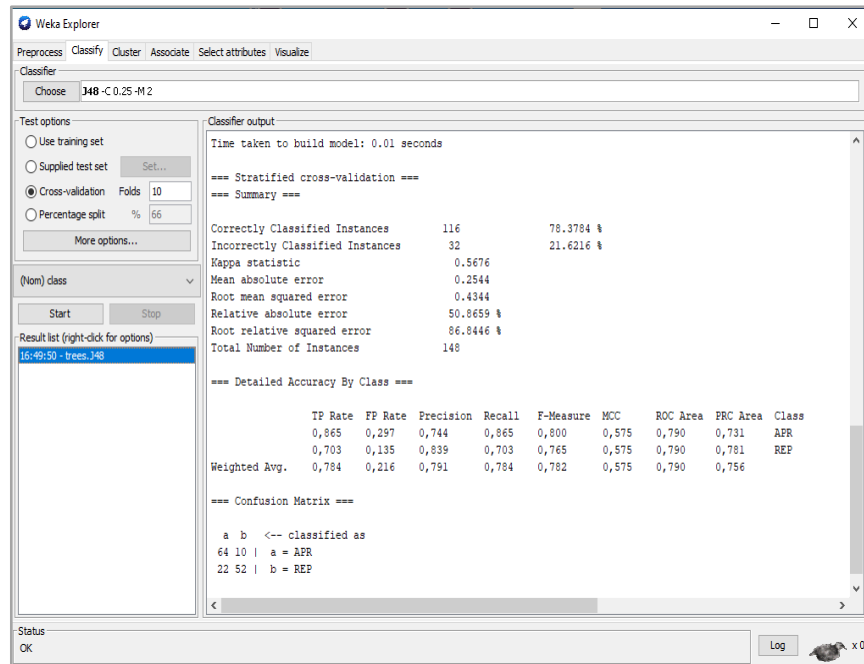 Weka Explorer
Preprocess Classify Cluster Associate Select attributes Visualize
Classifier
Choose J48 -C 0.25 -M 2
Test options
Use training set
Supplied test set Set...
Cross-validation Folds 10
Percentage split % 66
More options...
(Nom) class
Start Stop
Result list (right-click for options)
16:49:50 - trees.J48
Classifier output
Time taken to build model: 0.01 seconds
=== Stratified cross-validation ===
=== Summary ===
Correctly Classified Instances 116 78.3784 %
Incorrectly Classified Instances 32 21.6216 %
Kappa statistic 0.5676
Mean absolute error 0.2544
Root mean squared error 0.4344
Relative absolute error 50.8659 %
Root relative squared error 86.8446 %
Total Number of Instances 148
=== Detailed Accuracy By Class ===
TP Rate FP Rate Precision Recall F-Measure MCC ROC Area PRC Area Class
0,865 0,297 0,744 0,865 0,800 0,575 0,790 0,731 APR
0,703 0,135 0,839 0,703 0,765 0,575 0,790 0,781 REP
Weighted Avg. 0,784 0,216 0,791 0,784 0,782 0,575 0,790 0,756
=== Confusion Matrix ===
a b <-- classified as
64 10 | a = APR
22 52 | b = REP
Status
OK
Log
x 0